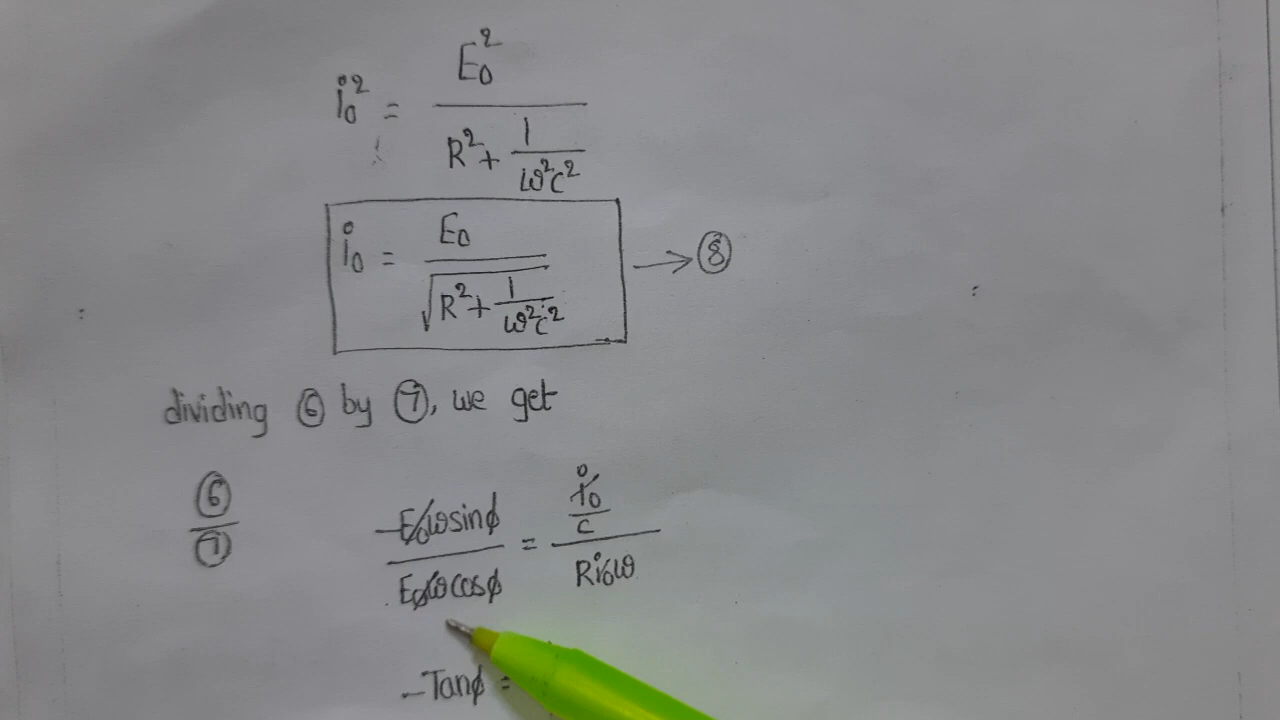 i₀² = E₀² / (R² + 1/(ω²c²))
i₀ = E₀ / √(R² + 1/(ω²c²)) → ⑧
dividing ⑥ by ⑦, we get
⑥/⑦ -E₀ωsinϕ / E₀ωcosϕ = (i₀/c) / (Ri₀ω)
-Tanϕ =